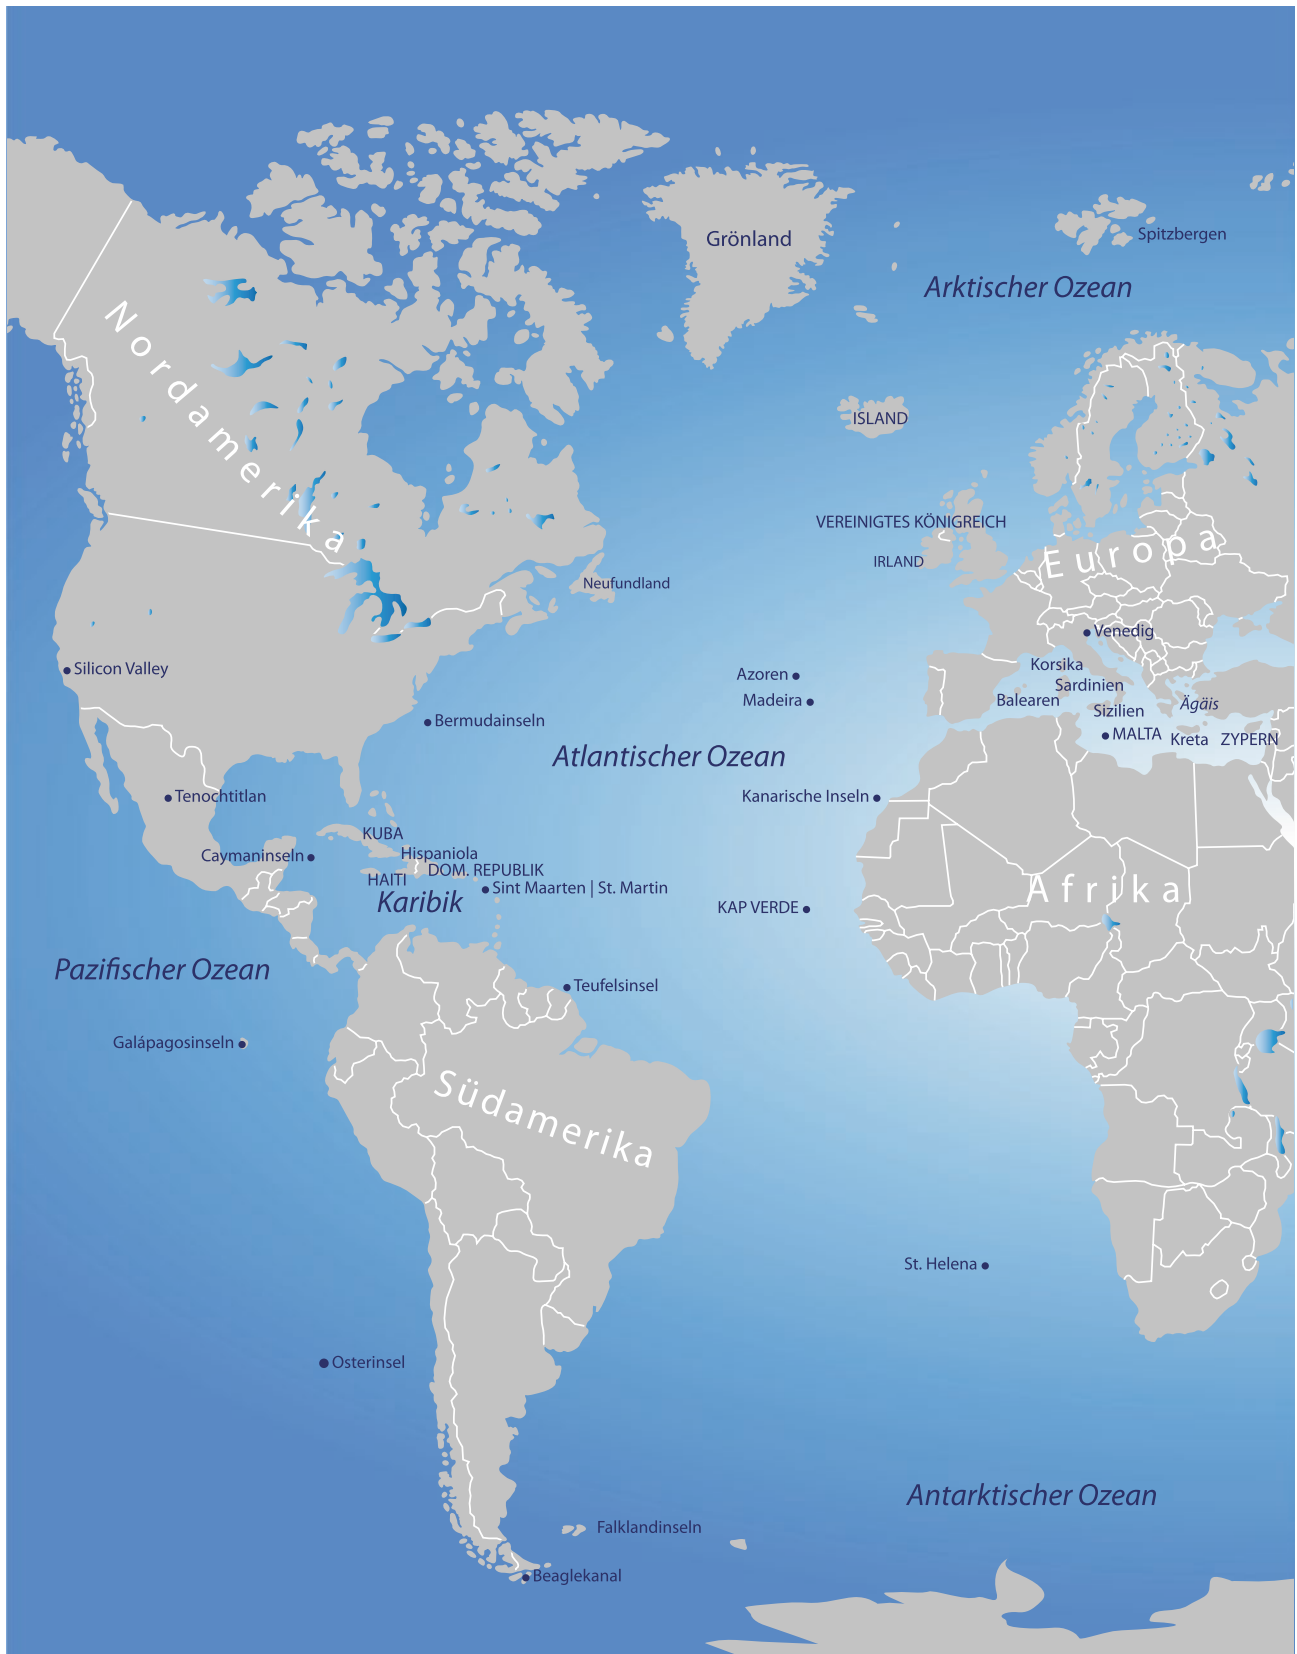 Grönland
Spitzbergen
Arktischer Ozean
Nordamerika
ISLAND
VEREINIGTES KÖNIGREICH
IRLAND
Europa
Neufundland
Venedig
Silicon Valley
Korsika
Azoren
Sardinien
Madeira
Balearen
Ägäis
Sizilien
Bermudainseln
MALTA
Kreta
ZYPERN
Atlantischer Ozean
Tenochtitlan
Kanarische Inseln
KUBA
Caymaninseln
Hispaniola
DOM. REPUBLIK
HAITI
Sint Maarten | St. Martin
Afrika
Karibik
KAP VERDE
Pazifischer Ozean
Teufelsinsel
Galápagosinseln
Südamerika
St. Helena
Osterinsel
Antarktischer Ozean
Falklandinseln
Beaglekanal